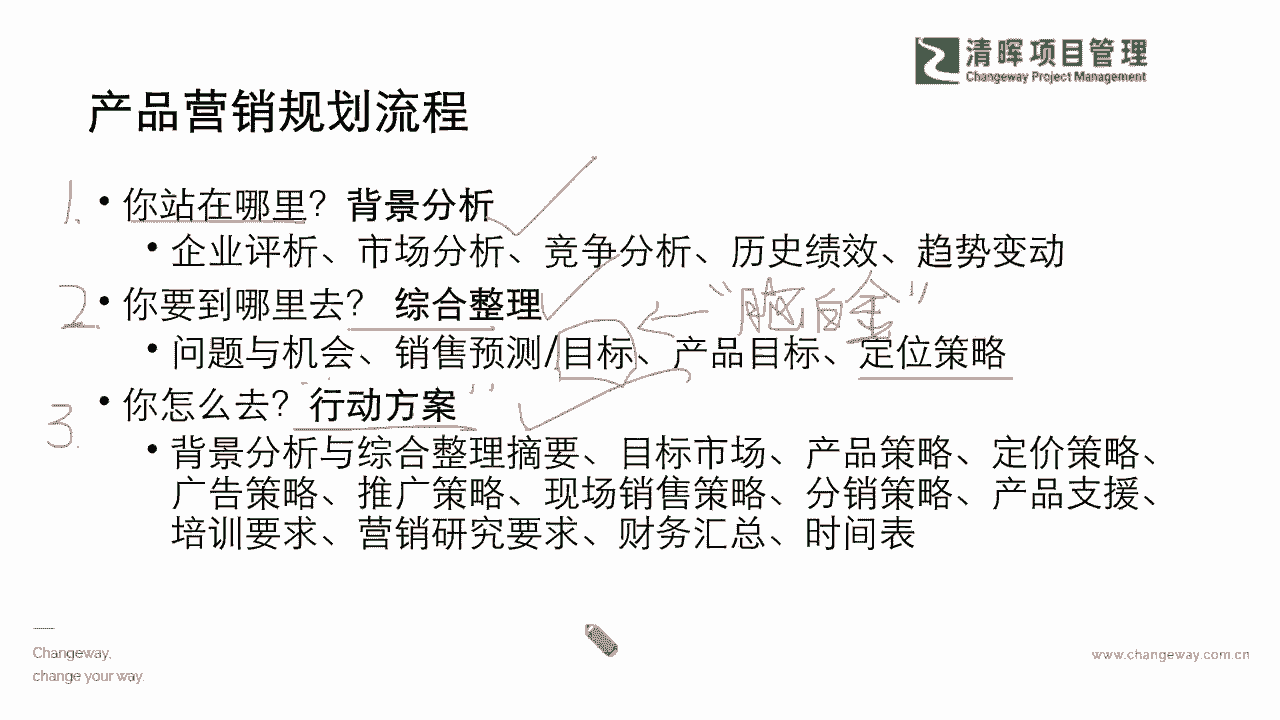 清晖项目管理
Changeway Project Management
产品营销规划流程
1. • 你站在哪里？背景分析
• 企业评析、市场分析、竞争分析、历史绩效、趋势变动
2. • 你要到哪里去？ 综合整理
“脑白金”
• 问题与机会、销售预测/目标、产品目标、定位策略
3. • 你怎么去？“行动方案”
• 背景分析与综合整理摘要、目标市场、产品策略、定价策略、
广告策略、推广策略、现场销售策略、分销策略、产品支援、
培训要求、营销研究要求、财务汇总、时间表
Changeway,
change your way.
www.changeway.com.cn